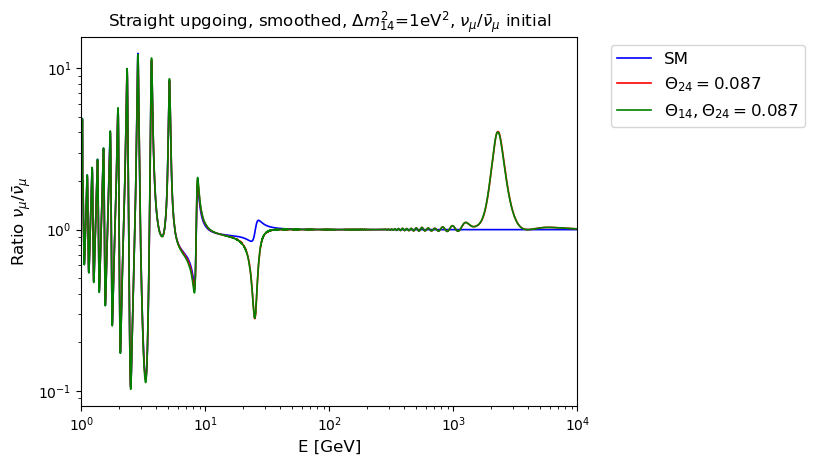 Straight upgoing, smoothed, Δm²₁₄=1eV², ν_μ/ν̄_μ initial
SM
Θ₂₄ = 0.087
Θ₁₄, Θ₂₄ = 0.087
Ratio ν_μ/ν̄_μ
10¹
10⁰
10⁻¹
10⁰ 10¹ 10² 10³ 10⁴
E [GeV]